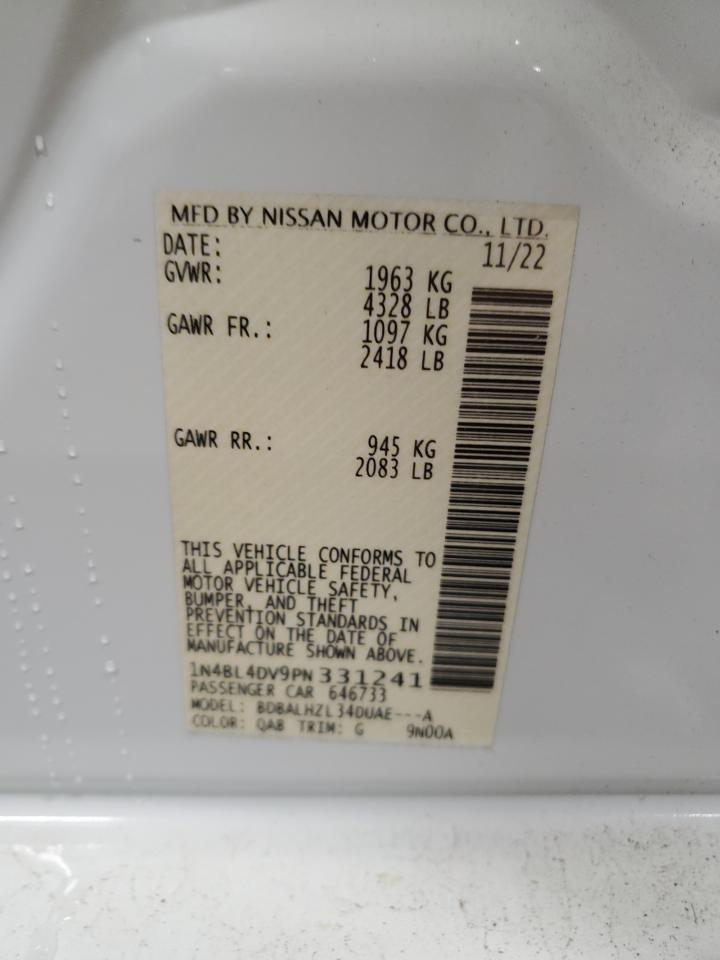 MFD BY NISSAN MOTOR CO., LTD.
DATE: 11/22
GVWR: 1963 KG
4328 LB
GAWR FR.: 1097 KG
2418 LB
GAWR RR.: 945 KG
2083 LB
THIS VEHICLE CONFORMS TO
ALL APPLICABLE FEDERAL
MOTOR VEHICLE SAFETY,
BUMPER, AND THEFT
PREVENTION STANDARDS IN
EFFECT ON THE DATE OF
MANUFACTURE SHOWN ABOVE.
1N4BL4DV9PN331241
PASSENGER CAR 646733
MODEL: BDBALHZL34DUAE---A
COLOR: QAB TRIM: G 9N00A